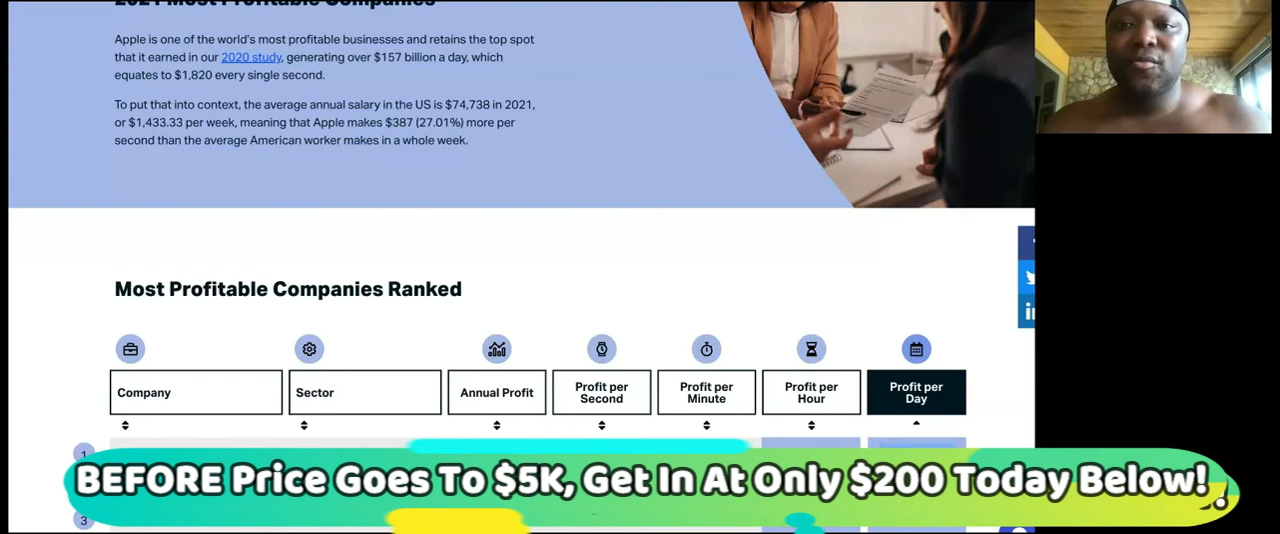 2021 Most Profitable Companies
Apple is one of the world's most profitable businesses and retains the top spot
that it earned in our 2020 study, generating over $157 billion a day, which
equates to $1,820 every single second.
To put that into context, the average annual salary in the US is $74,738 in 2021,
or $1,433.33 per week, meaning that Apple makes $387 (27.01%) more per
second than the average American worker makes in a whole week.
Most Profitable Companies Ranked
Company
Sector
Annual Profit
Profit per
Second
Profit per
Minute
Profit per
Hour
Profit per
Day
1
BEFORE Price Goes To $5K, Get In At Only $200 Today Below!
3